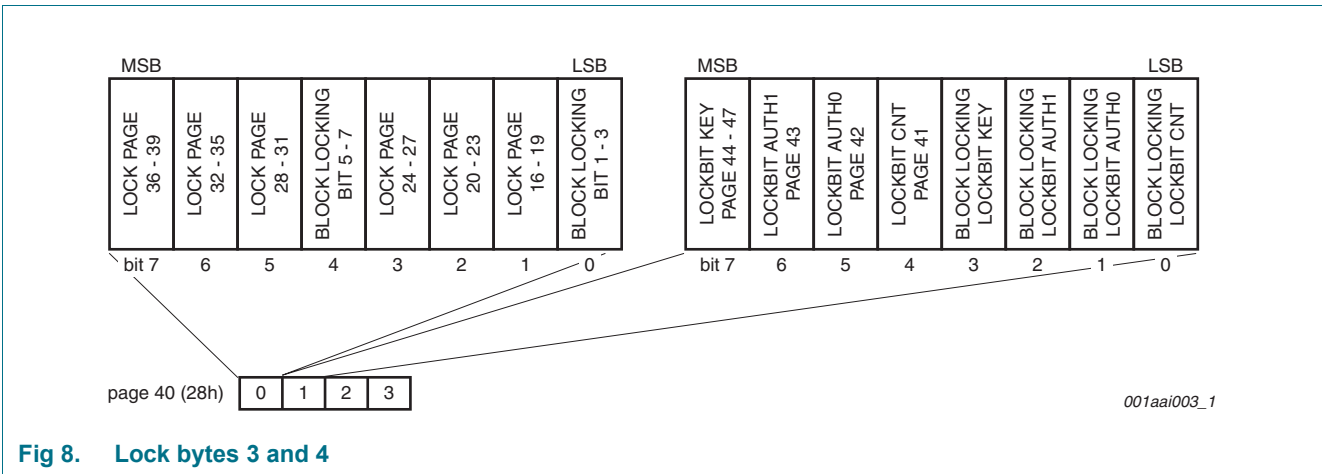 MSB LSB MSB LSB
LOCK PAGE
36 - 39
LOCK PAGE
32 - 35
LOCK PAGE
28 - 31
BLOCK LOCKING
BIT 5 - 7
LOCK PAGE
24 - 27
LOCK PAGE
20 - 23
LOCK PAGE
16 - 19
BLOCK LOCKING
BIT 1 - 3
LOCKBIT KEY
PAGE 44 - 47
LOCKBIT AUTH1
PAGE 43
LOCKBIT AUTH0
PAGE 42
LOCKBIT CNT
PAGE 41
BLOCK LOCKING
LOCKBIT KEY
BLOCK LOCKING
LOCKBIT AUTH1
BLOCK LOCKING
LOCKBIT AUTH0
BLOCK LOCKING
LOCKBIT CNT
bit 7 6 5 4 3 2 1 0 bit 7 6 5 4 3 2 1 0
page 40 (28h) 0 1 2 3
001aai003_1
Fig 8. Lock bytes 3 and 4